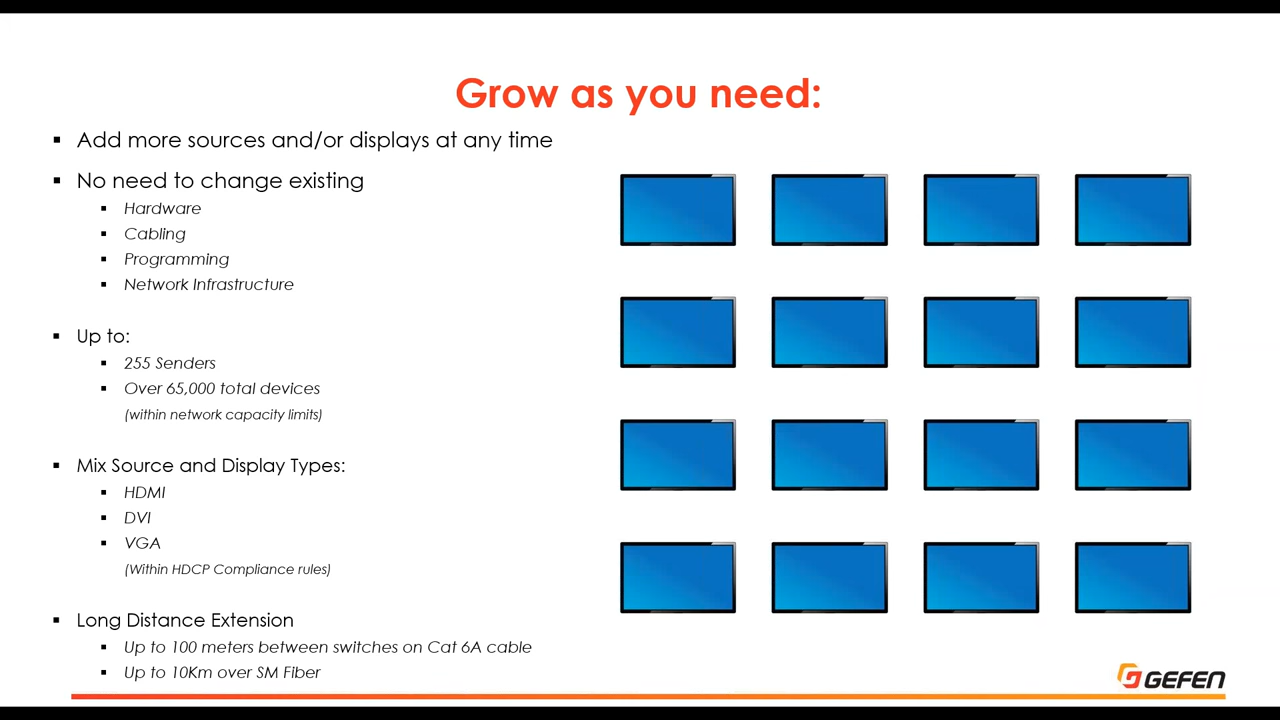 Grow as you need:
▪ Add more sources and/or displays at any time
▪ No need to change existing
▪ Hardware
▪ Cabling
▪ Programming
▪ Network Infrastructure
▪ Up to:
▪ 255 Senders
▪ Over 65,000 total devices
(within network capacity limits)
▪ Mix Source and Display Types:
▪ HDMI
▪ DVI
▪ VGA
(Within HDCP Compliance rules)
▪ Long Distance Extension
▪ Up to 100 meters between switches on Cat 6A cable
▪ Up to 10Km over SM Fiber
GEFEN